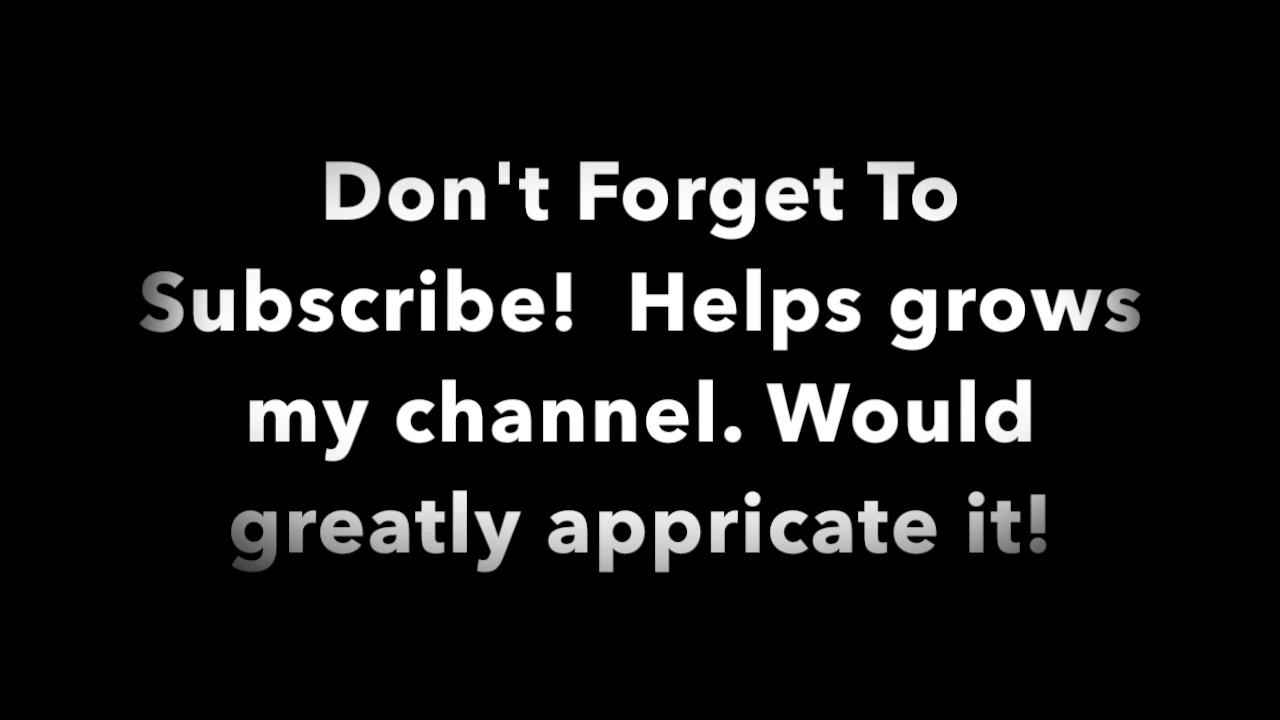 Don't Forget To
Subscribe!  Helps grows
my channel. Would
greatly appricate it!